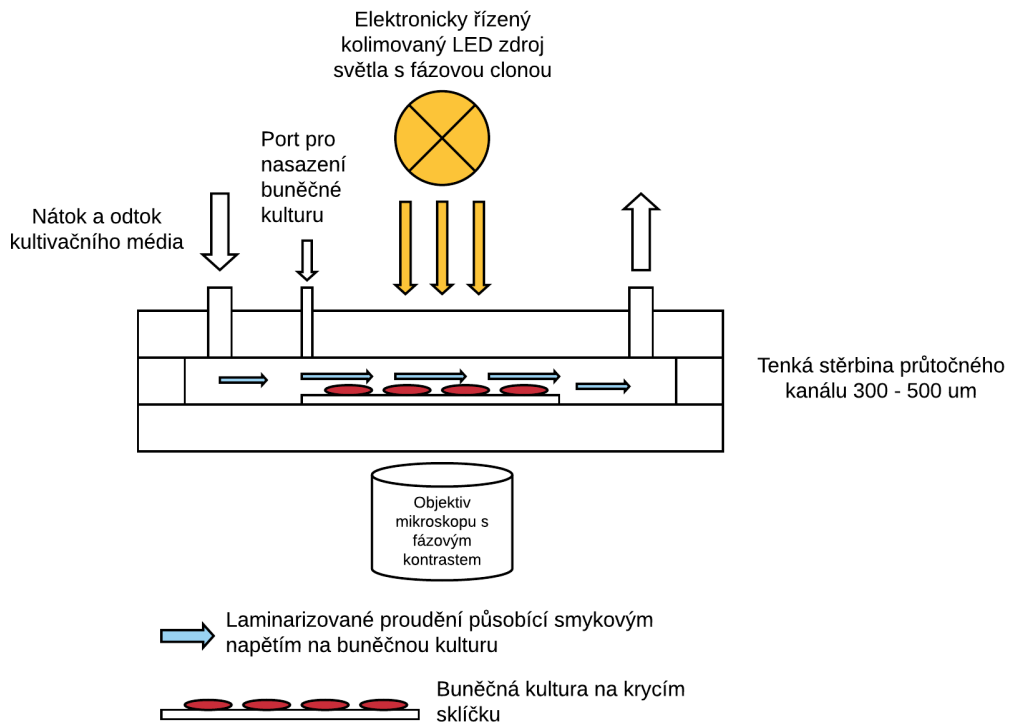 Elektronicky řízený
kolimovaný LED zdroj
světla s fázovou clonou
Port pro
nasazení
buněčné
kulturu
Nátok a odtok
kultivačního média
Tenká stěrbina průtočného
kanálu 300 - 500 um
Objektiv
mikroskopu s
fázovým
kontrastem
Laminarizované proudění působící smykovým
napětím na buněčnou kulturu
Buněčná kultura na krycím
sklíčku